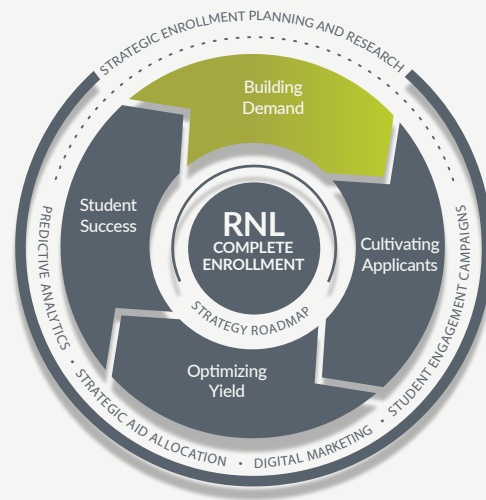 STRATEGIC ENROLLMENT PLANNING AND RESEARCH
Building
Demand
Student
Success
RNL
COMPLETE
ENROLLMENT
Cultivating
Applicants
STRATEGY ROADMAP
Optimizing
Yield
PREDICTIVE ANALYTICS • STRATEGIC AID ALLOCATION • DIGITAL MARKETING • STUDENT ENGAGEMENT CAMPAIGNS